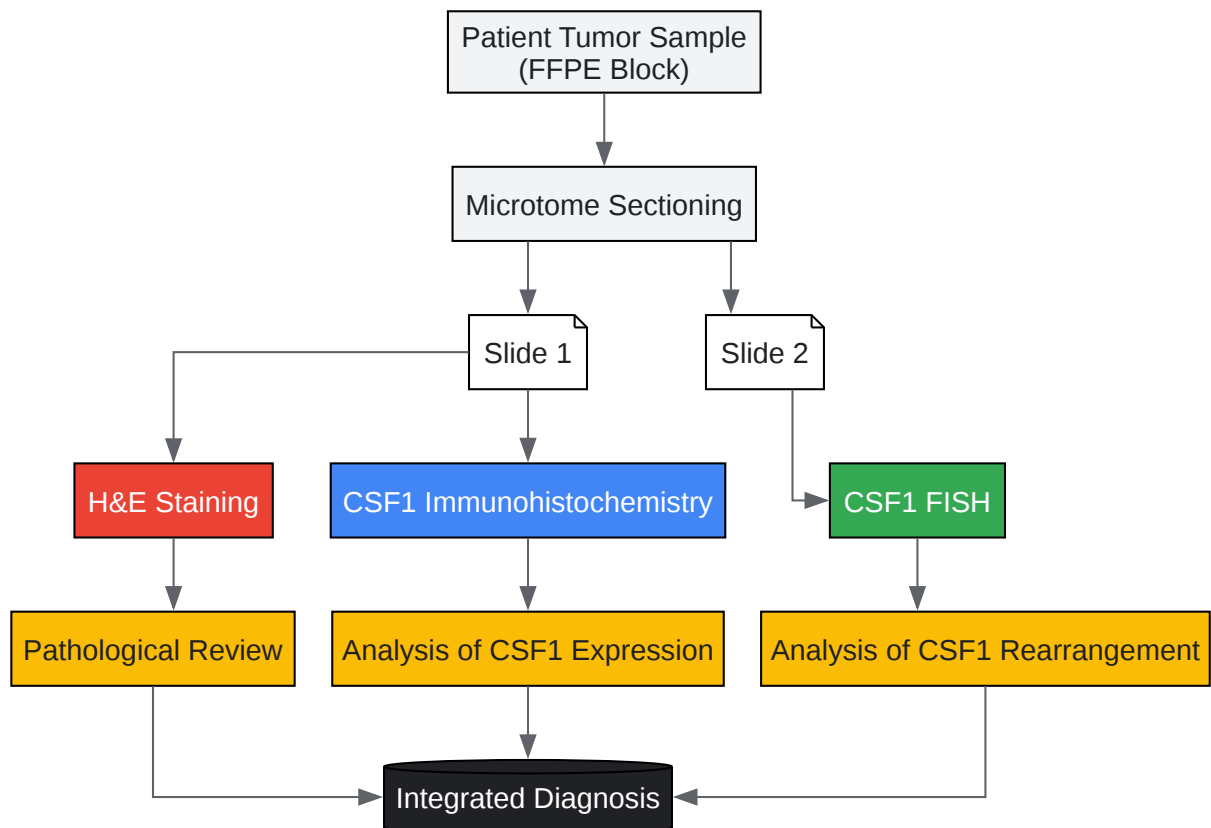 Patient Tumor Sample
(FFPE Block)
Microtome Sectioning
Slide 1
Slide 2
H&E Staining
CSF1 Immunohistochemistry
CSF1 FISH
Pathological Review
Analysis of CSF1 Expression
Analysis of CSF1 Rearrangement
Integrated Diagnosis